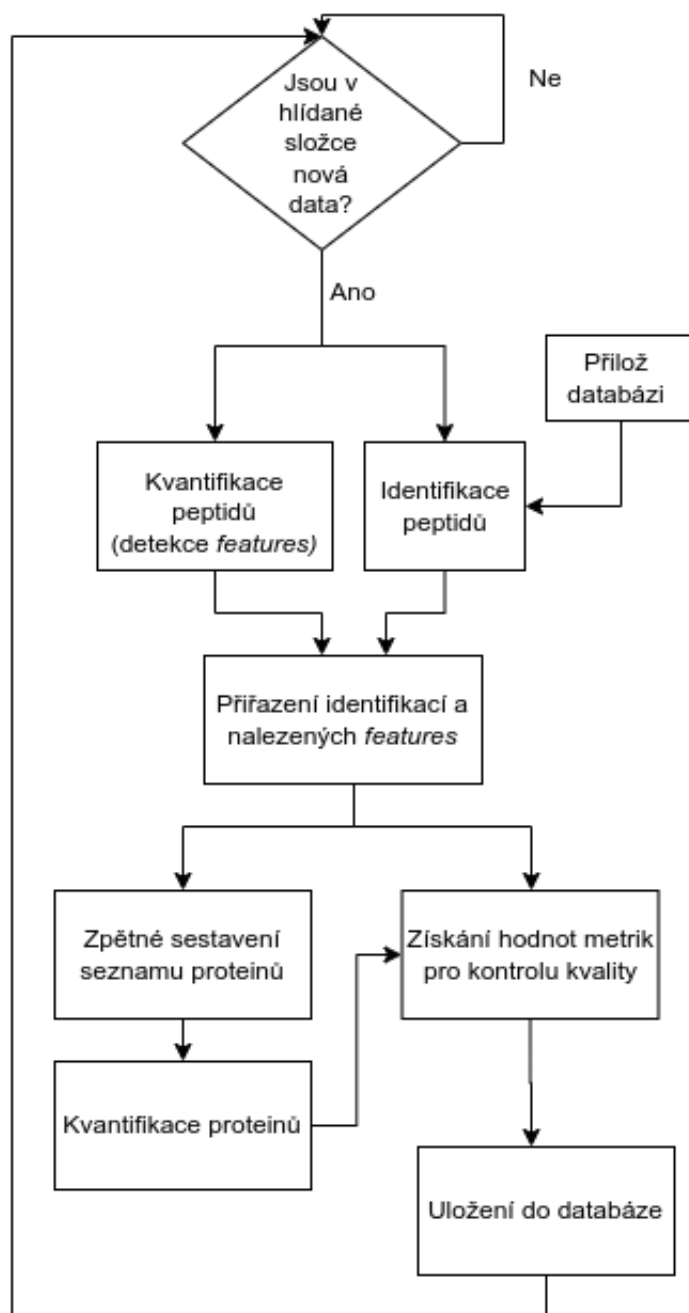 Jsou v
hlídané
složce
nová
data?
Ne
Ano
Přilož
databázi
Kvantifikace
peptidů
(detekce features)
Identifikace
peptidů
Přiřazení identifikací a
nalezených features
Zpětné sestavení
seznamu proteinů
Získání hodnot metrik
pro kontrolu kvality
Kvantifikace proteinů
Uložení do databáze